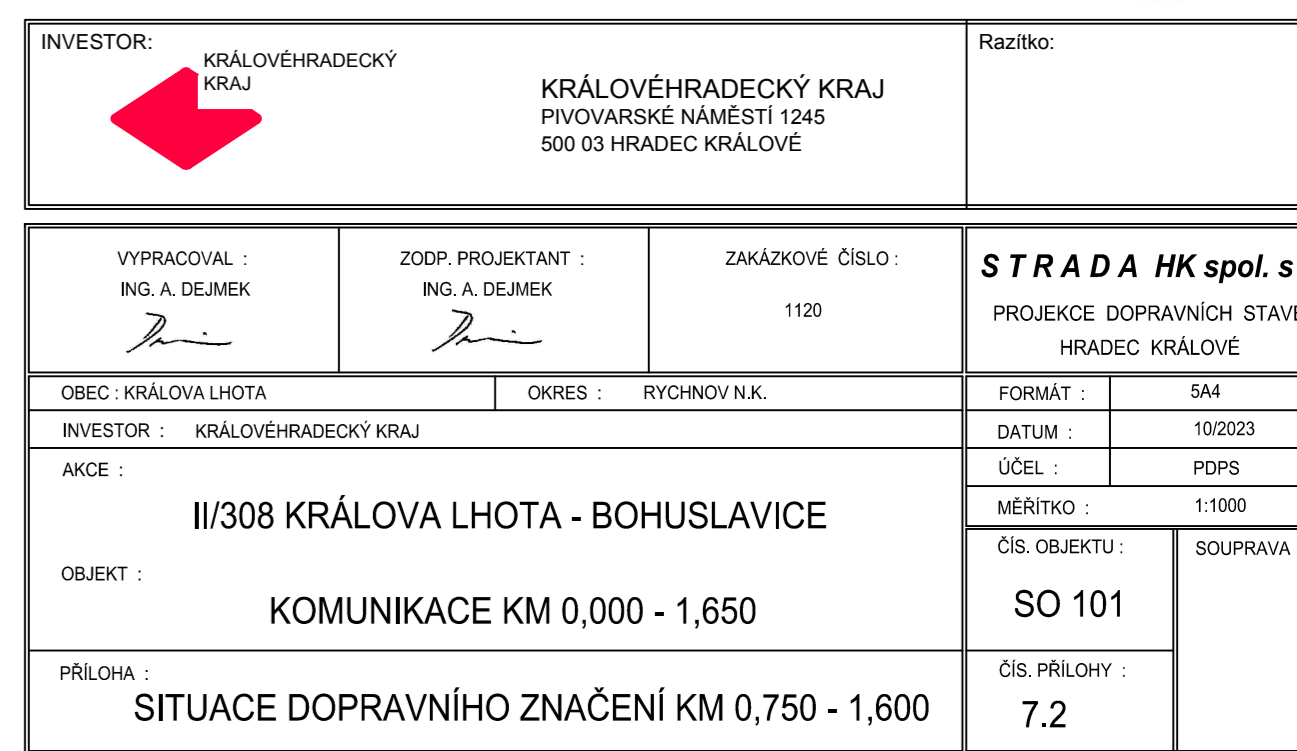 INVESTOR:
KRÁLOVÉHRADECKÝ
KRAJ
KRÁLOVÉHRADECKÝ KRAJ
PIVOVARSKÉ NÁMĚSTÍ 1245
500 03 HRADEC KRÁLOVÉ
Razítko:
VYPRACOVAL :
ING. A. DEJMEK
ZODP. PROJEKTANT :
ING. A. DEJMEK
ZAKÁZKOVÉ ČÍSLO :
1120
S T R A D A HK spol. s
PROJEKCE DOPRAVNÍCH STAVE
HRADEC KRÁLOVÉ
OBEC : KRÁLOVA LHOTA
OKRES : RYCHNOV N.K.
FORMÁT : 5A4
INVESTOR : KRÁLOVÉHRADECKÝ KRAJ
DATUM : 10/2023
AKCE :
II/308 KRÁLOVA LHOTA - BOHUSLAVICE
ÚČEL : PDPS
MĚŘÍTKO : 1:1000
OBJEKT :
KOMUNIKACE KM 0,000 - 1,650
ČÍS. OBJEKTU :
SO 101
SOUPRAVA
PŘÍLOHA :
SITUACE DOPRAVNÍHO ZNAČENÍ KM 0,750 - 1,600
ČÍS. PŘÍLOHY :
7.2